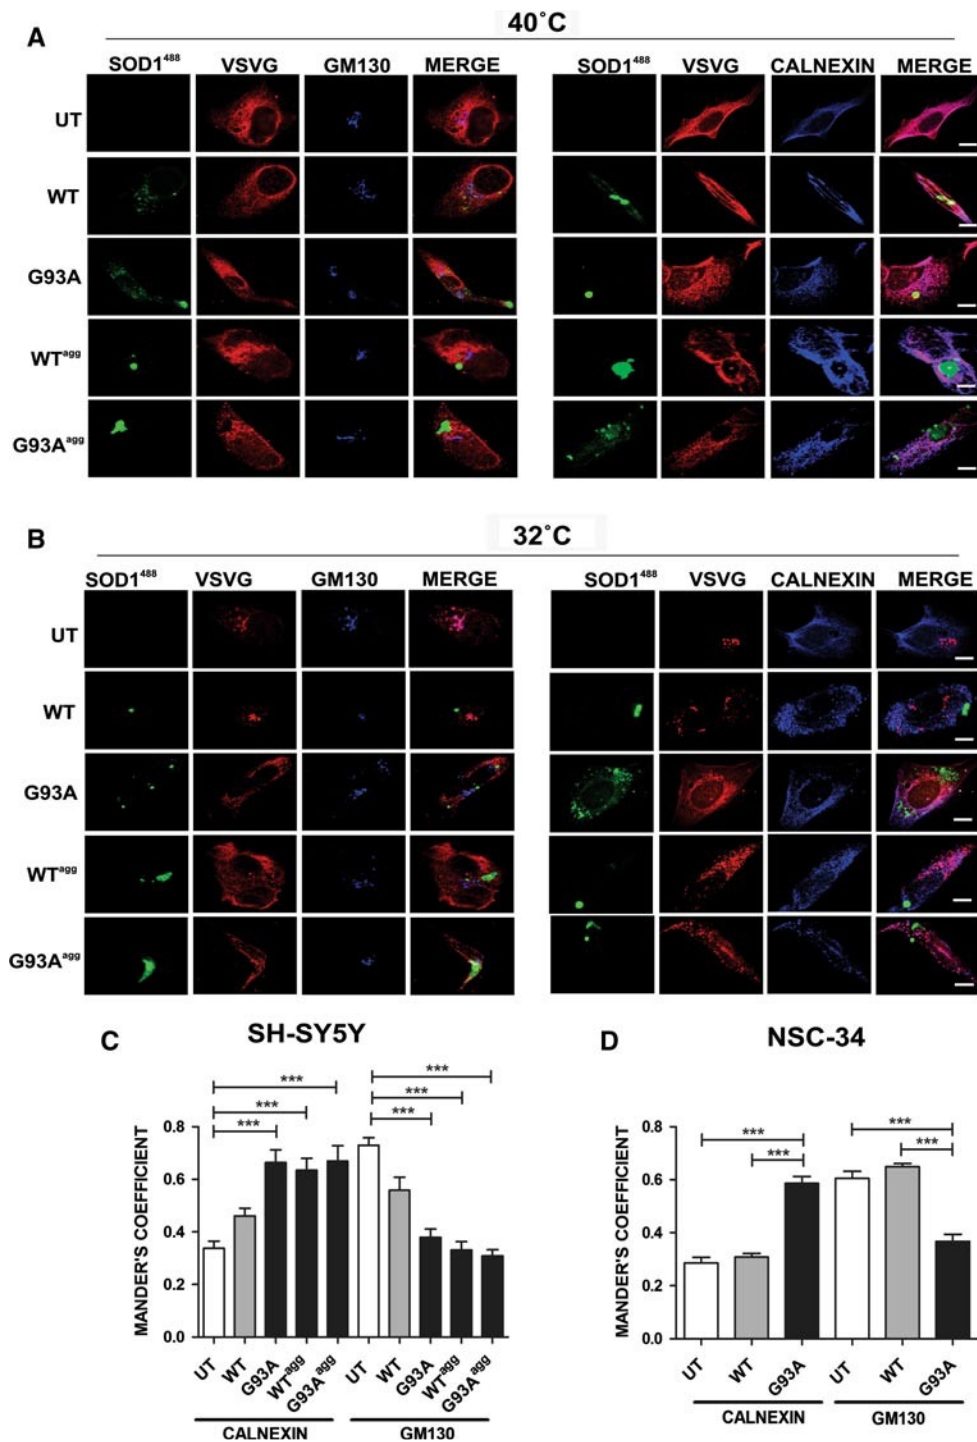 A
40°C
SOD1⁴⁸⁸ VSVG GM130 MERGE SOD1⁴⁸⁸ VSVG CALNEXIN MERGE
UT
WT
G93A
WTᵃᵍᵍ
G93Aᵃᵍᵍ
B
32°C
SOD1⁴⁸⁸ VSVG GM130 MERGE SOD1⁴⁸⁸ VSVG CALNEXIN MERGE
UT
WT
G93A
WTᵃᵍᵍ
G93Aᵃᵍᵍ
C
SH-SY5Y
*** ***
*** ***
*** ***
MANDER'S COEFFICIENT
0.8
0.6
0.4
0.2
0.0
UT WT G93A WTᵃᵍᵍ G93Aᵃᵍᵍ UT WT G93A WTᵃᵍᵍ G93Aᵃᵍᵍ
CALNEXIN GM130
D
NSC-34
*** ***
*** ***
MANDER'S COEFFICIENT
0.8
0.6
0.4
0.2
0.0
UT WT G93A UT WT G93A
CALNEXIN GM130